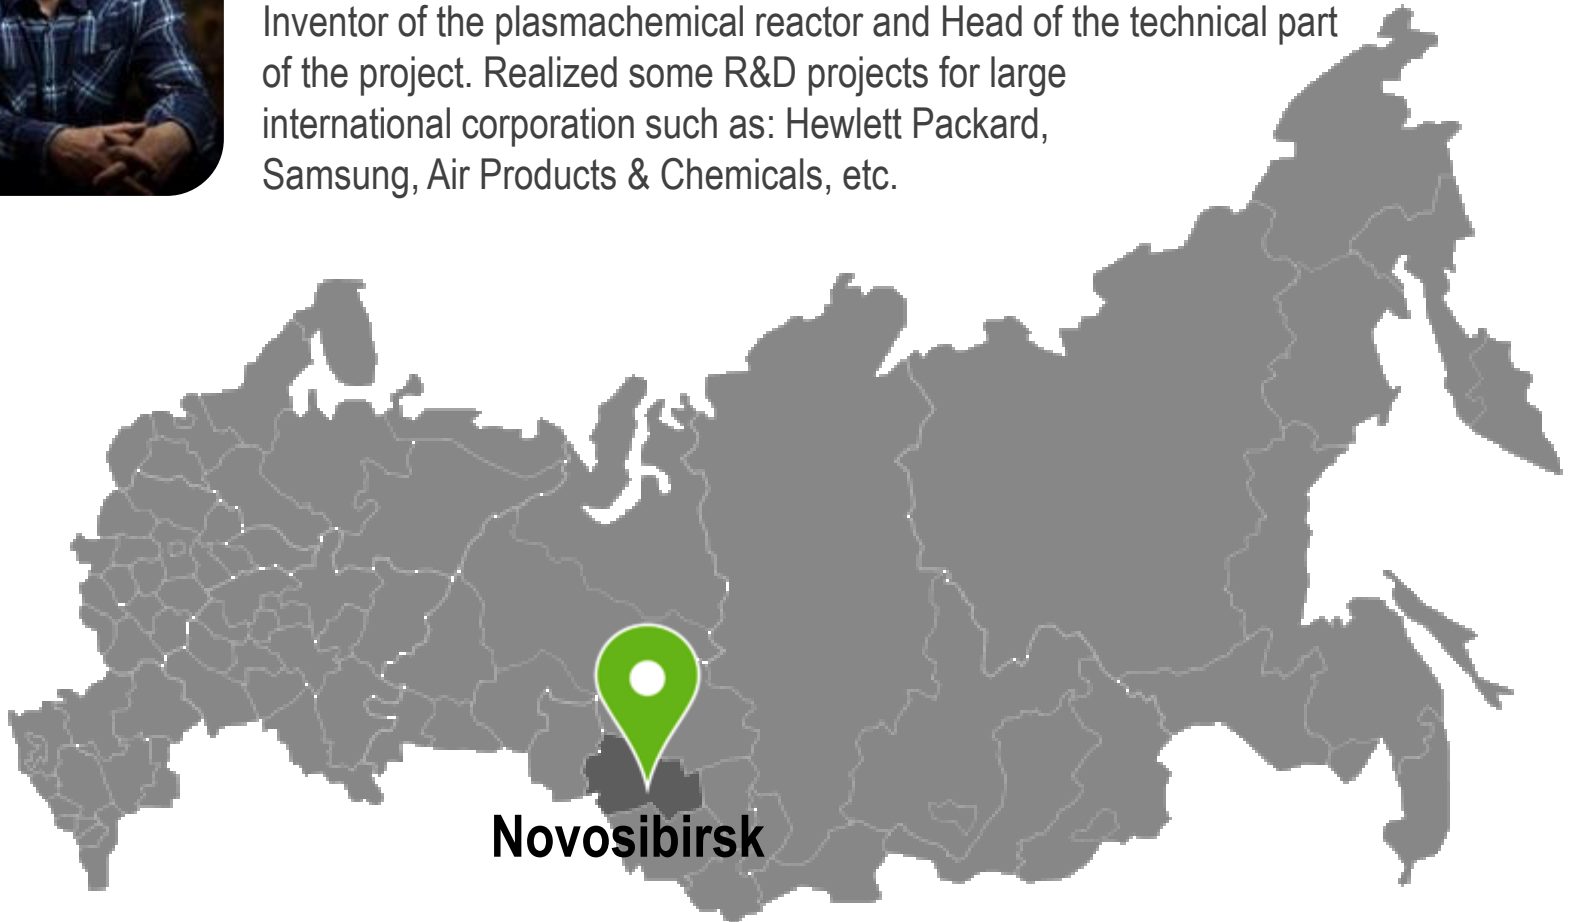 Inventor of the plasmachemical reactor and Head of the technical part
of the project. Realized some R&D projects for large
international corporation such as: Hewlett Packard,
Samsung, Air Products & Chemicals, etc.
Novosibirsk